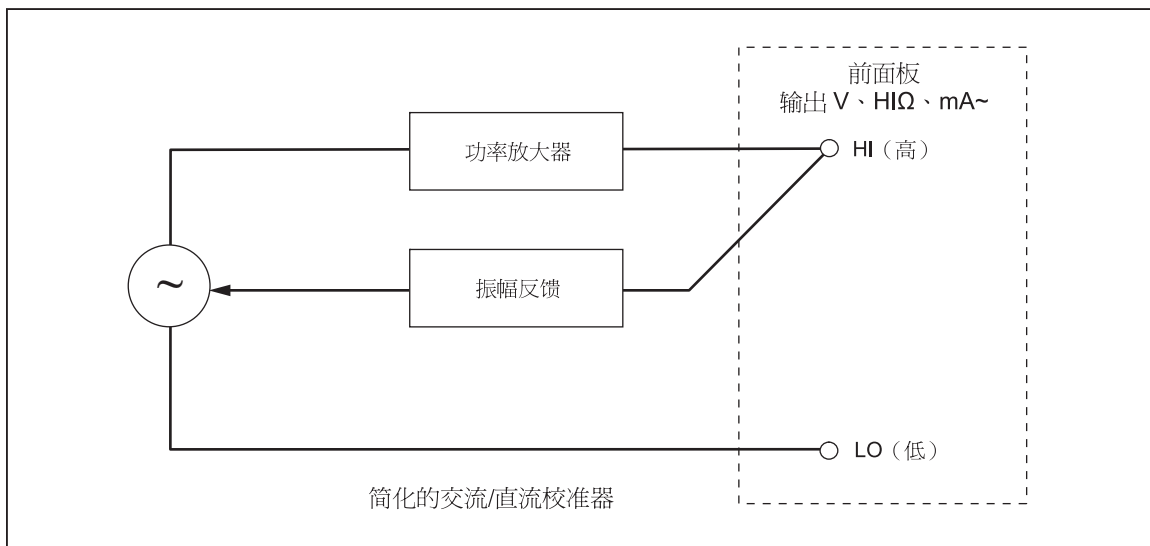 前面板
输出 V、HIΩ、mA~
功率放大器
HI（高）
~
振幅反馈
LO（低）
简化的交流/直流校准器